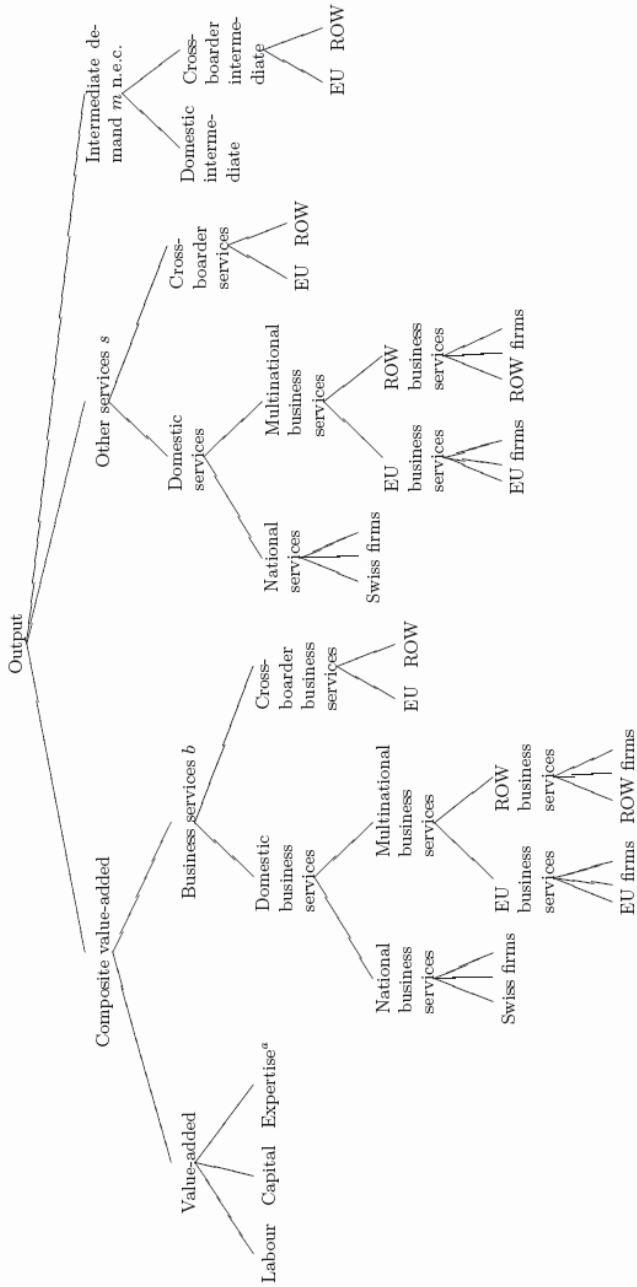 Output
Composite value-added
Other services s
Intermediate de-
mand m n.e.c.
Value-added
Business services b
Domestic
services
Cross-
boarder
services
Domestic
interme-
diate
Cross-
boarder
interme-
diate
Labour Capital Expertiseᵃ
Domestic
business
services
Cross-
boarder
business
services
National
services
Multinational
business
services
EU ROW
EU ROW
National
business
services
Multinational
business
services
EU ROW
Swiss firms
EU
business
services
ROW
business
services
Swiss firms
EU
business
services
ROW
business
services
EU firms
ROW firms
EU firms
ROW firms